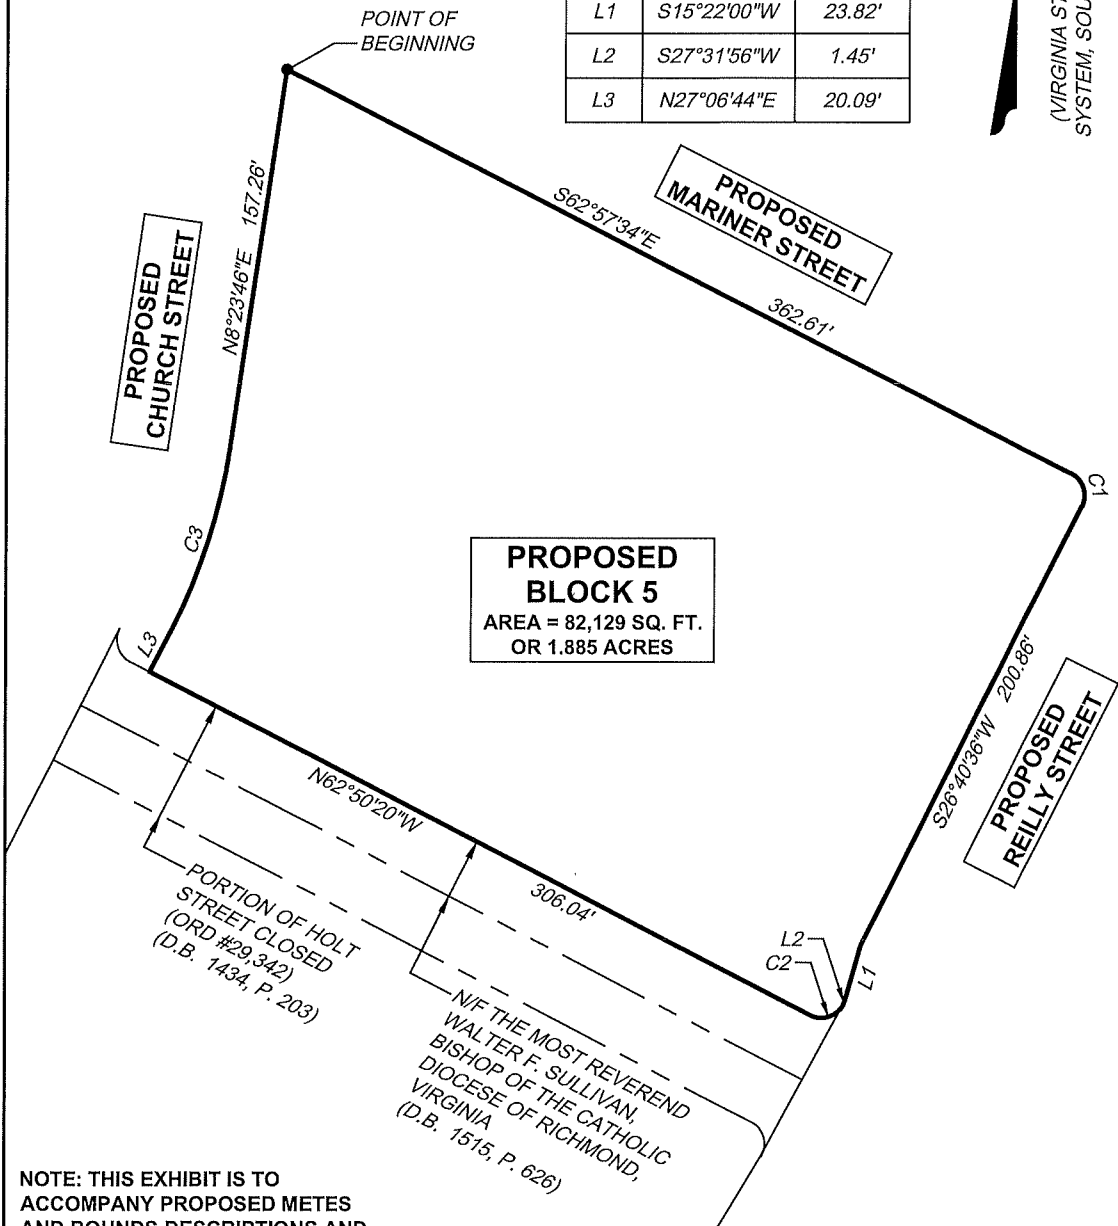 POINT OF
BEGINNING
L1 S15°22'00"W 23.82'
L2 S27°31'56"W 1.45'
L3 N27°06'44"E 20.09'
(VIRGINIA
SYSTEM,
PROPOSED
MARINER STREET
S62°57'34"E
362.61'
N8°23'46"E 157.26'
PROPOSED
CHURCH STREET
C1
C3
PROPOSED
BLOCK 5
AREA = 82,129 SQ. FT.
OR 1.885 ACRES
L3
S26°40'36"W 200.86'
PROPOSED
REILLY STREET
N62°50'20"W
306.04'
PORTION OF HOLT
STREET CLOSED
(ORD #29,342)
(D.B. 1434, P. 203)
L2
C2
L1
N/F THE MOST REVEREND
WALTER F. SULLIVAN,
BISHOP OF THE CATHOLIC
DIOCESE OF RICHMOND,
VIRGINIA
(D.B. 1515, P. 626)
NOTE: THIS EXHIBIT IS TO
ACCOMPANY PROPOSED METES
AND BOUNDS DESCRIPTIONS AND